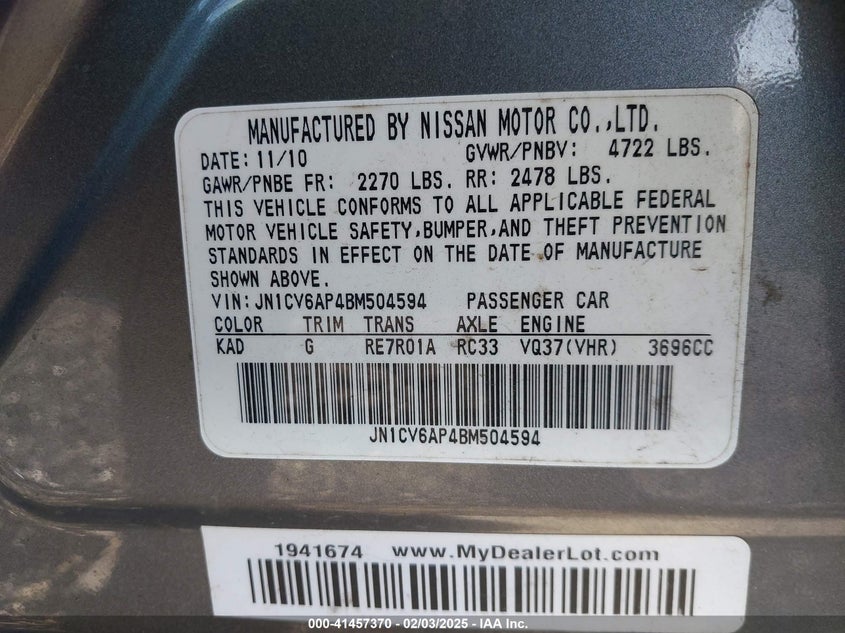 MANUFACTURED BY NISSAN MOTOR CO.,LTD.
DATE: 11/10 GVWR/PNBV: 4722 LBS.
GAWR/PNBE FR: 2270 LBS. RR: 2478 LBS.
THIS VEHICLE CONFORMS TO ALL APPLICABLE FEDERAL
MOTOR VEHICLE SAFETY,BUMPER,AND THEFT PREVENTION
STANDARDS IN EFFECT ON THE DATE OF MANUFACTURE
SHOWN ABOVE.
VIN:JN1CV6AP4BM504594 PASSENGER CAR
COLOR TRIM TRANS AXLE ENGINE
KAD G RE7R01A RC33 VQ37(VHR) 3696CC
JN1CV6AP4BM504594
1941674 www.MyDealerLot.com
000-41457370 - 02/03/2025 - IAA Inc.